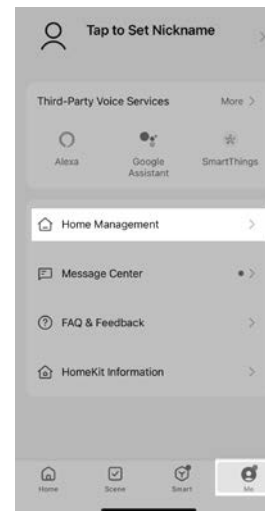 Tap to Set Nickname
Third-Party Voice Services More
Alexa
Google
Assistant
SmartThings
Home Management
Message Center
FAQ & Feedback
HomeKit Information
Home Scene Smart Me